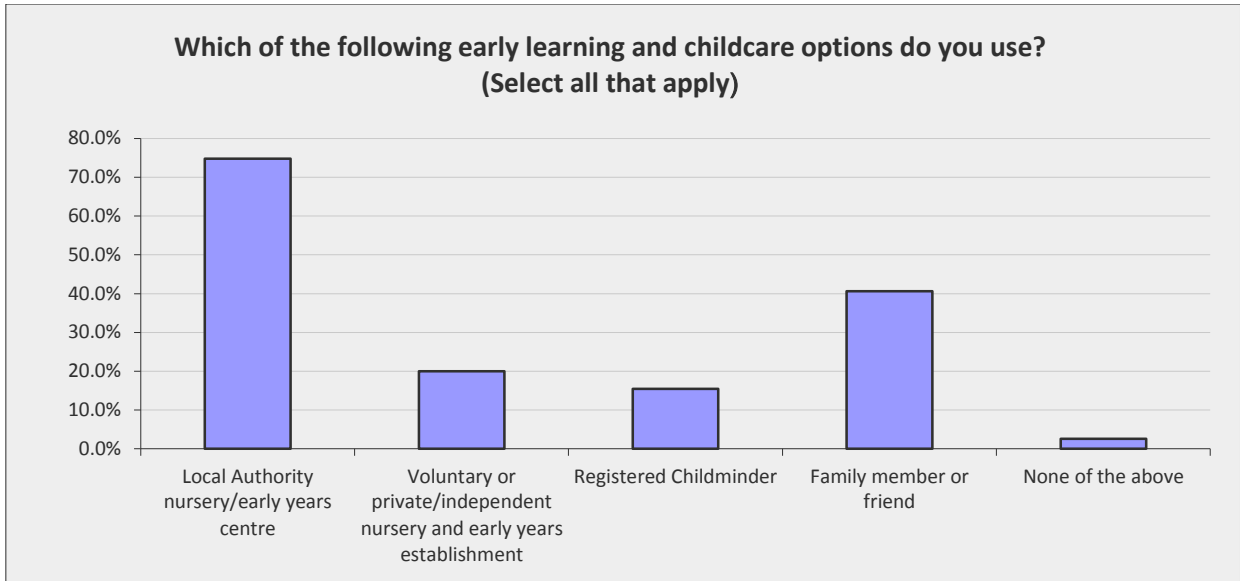 Which of the following early learning and childcare options do you use?
(Select all that apply)
80.0%
70.0%
60.0%
50.0%
40.0%
30.0%
20.0%
10.0%
0.0%
Local Authority
nursery/early years
centre
Voluntary or
private/independent
nursery and early years
establishment
Registered Childminder
Family member or
friend
None of the above